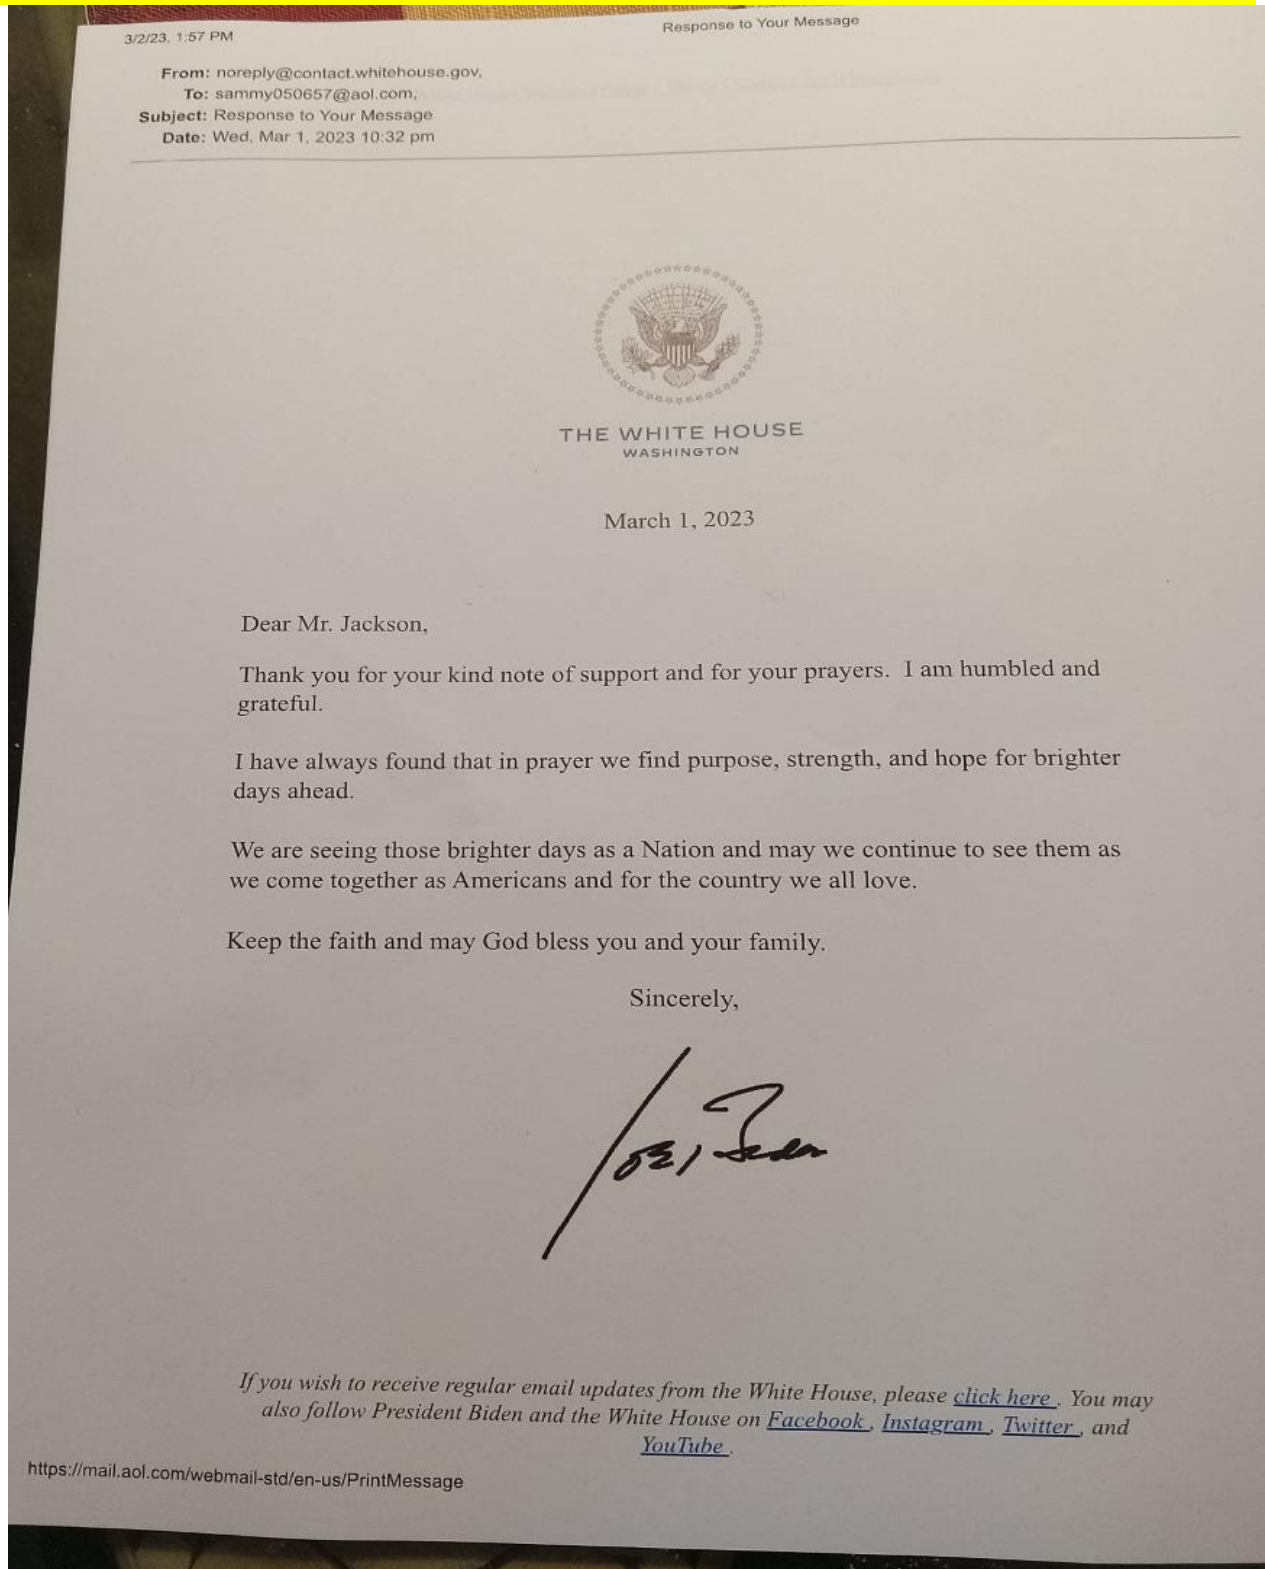 3/2/23, 1:57 PM
Response to Your Message
From: noreply@contact.whitehouse.gov,
To: sammy050657@aol.com,
Subject: Response to Your Message
Date: Wed, Mar 1, 2023 10:32 pm
THE WHITE HOUSE
WASHINGTON
March 1, 2023
Dear Mr. Jackson,
Thank you for your kind note of support and for your prayers. I am humbled and
grateful.
I have always found that in prayer we find purpose, strength, and hope for brighter
days ahead.
We are seeing those brighter days as a Nation and may we continue to see them as
we come together as Americans and for the country we all love.
Keep the faith and may God bless you and your family.
Sincerely,
Joe Biden
If you wish to receive regular email updates from the White House, please click here . You may
also follow President Biden and the White House on Facebook , Instagram , Twitter , and
YouTube .
https://mail.aol.com/webmail-std/en-us/PrintMessage